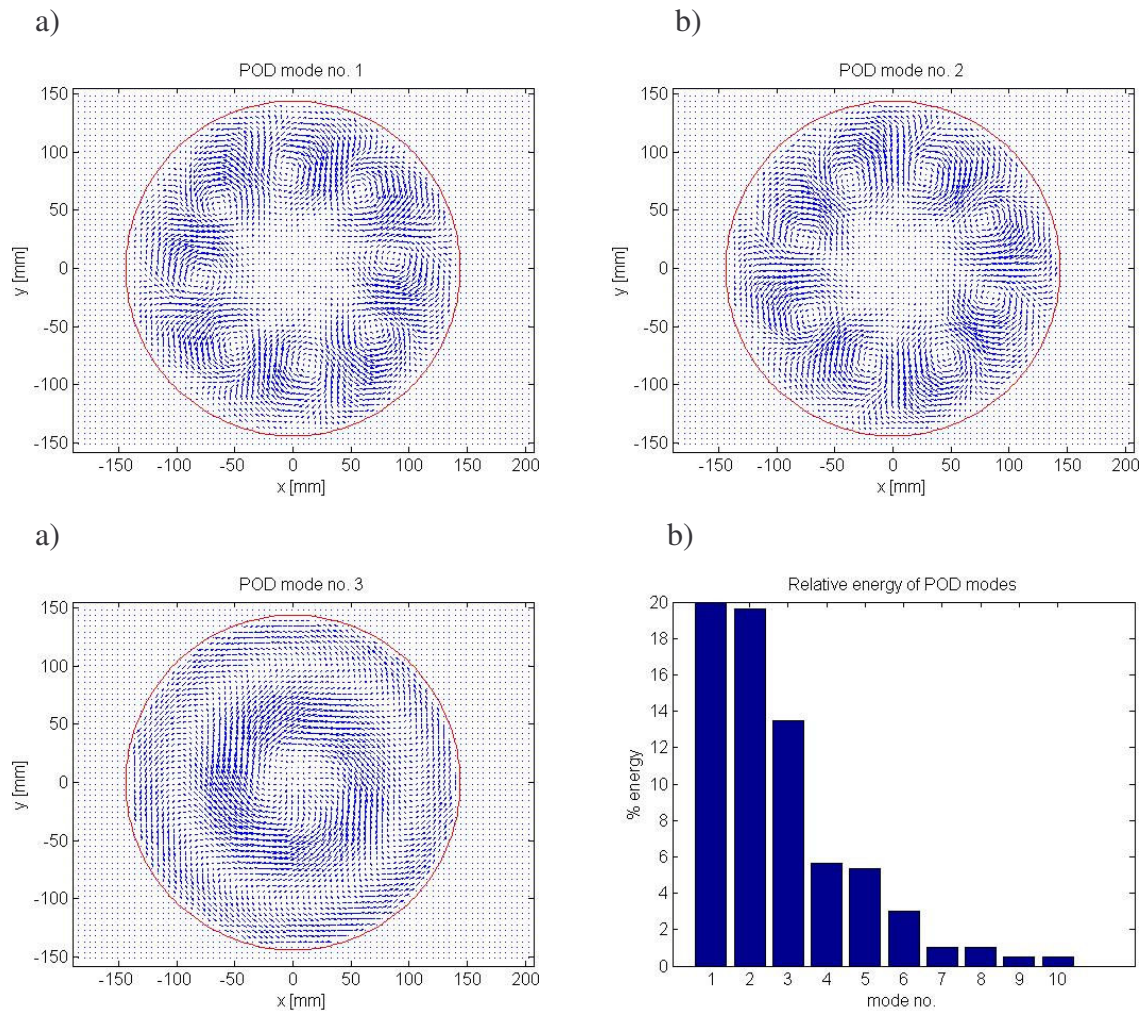 a)
b)
POD mode no. 1
150
100
50
0
-50
-100
-150
y [mm]
-150 -100 -50 0 50 100 150 200
x [mm]
POD mode no. 2
150
100
50
0
-50
-100
-150
y [mm]
-150 -100 -50 0 50 100 150 200
x [mm]
a)
b)
POD mode no. 3
150
100
50
0
-50
-100
-150
y [mm]
-150 -100 -50 0 50 100 150 200
x [mm]
Relative energy of POD modes
20
18
16
14
12
10
8
6
4
2
0
% energy
1 2 3 4 5 6 7 8 9 10
mode no.